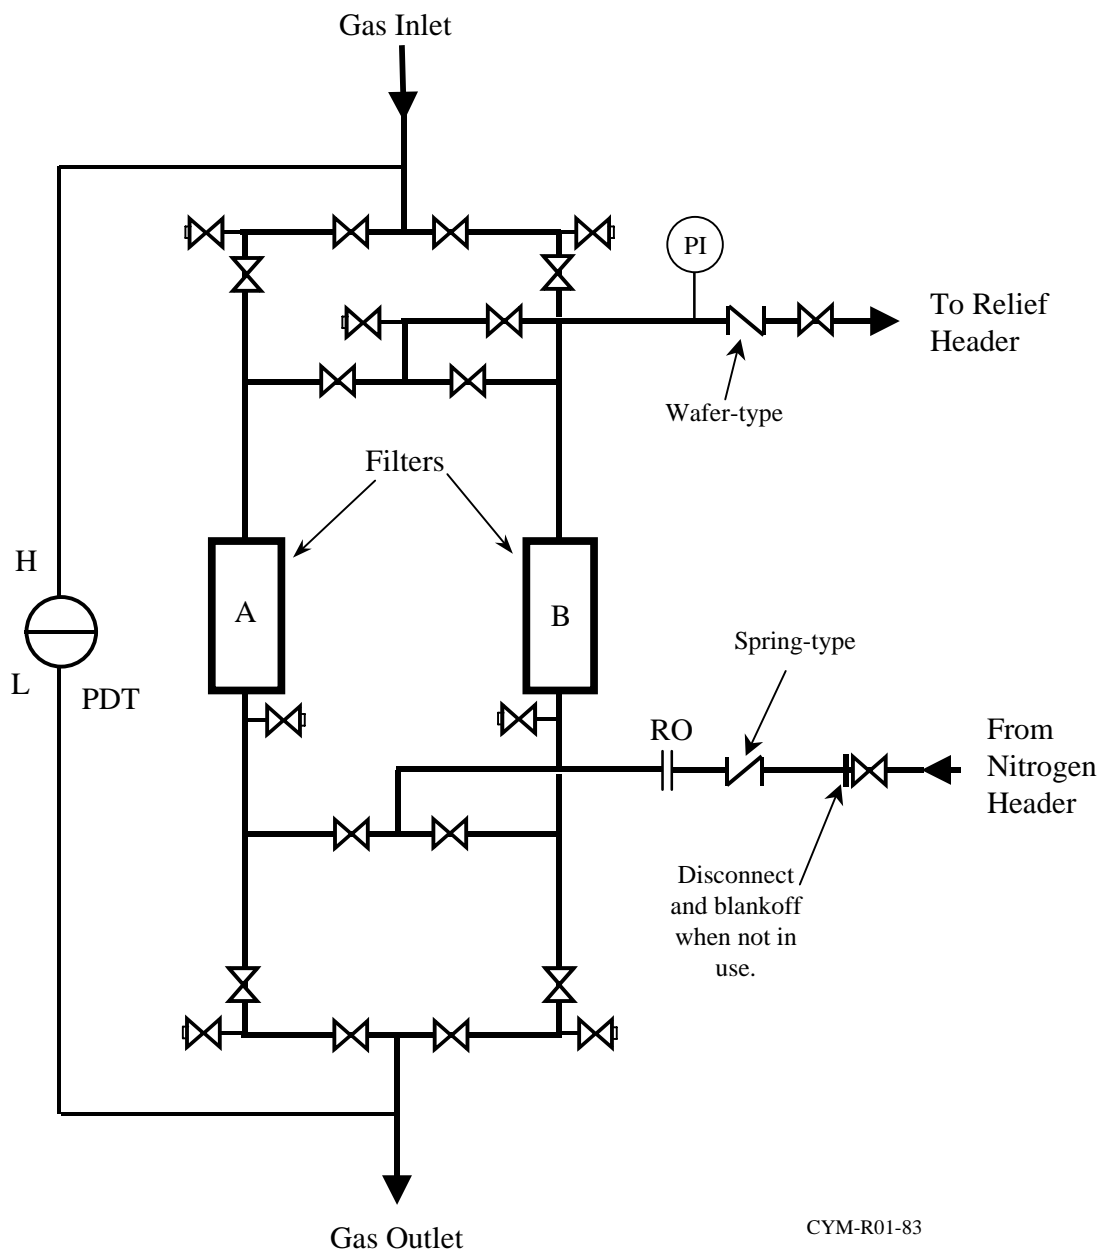 Gas Inlet
PI
To Relief
Header
Wafer-type
Filters
H
A
B
L
PDT
Spring-type
RO
From
Nitrogen
Header
Disconnect
and blankoff
when not in
use.
Gas Outlet
CYM-R01-83